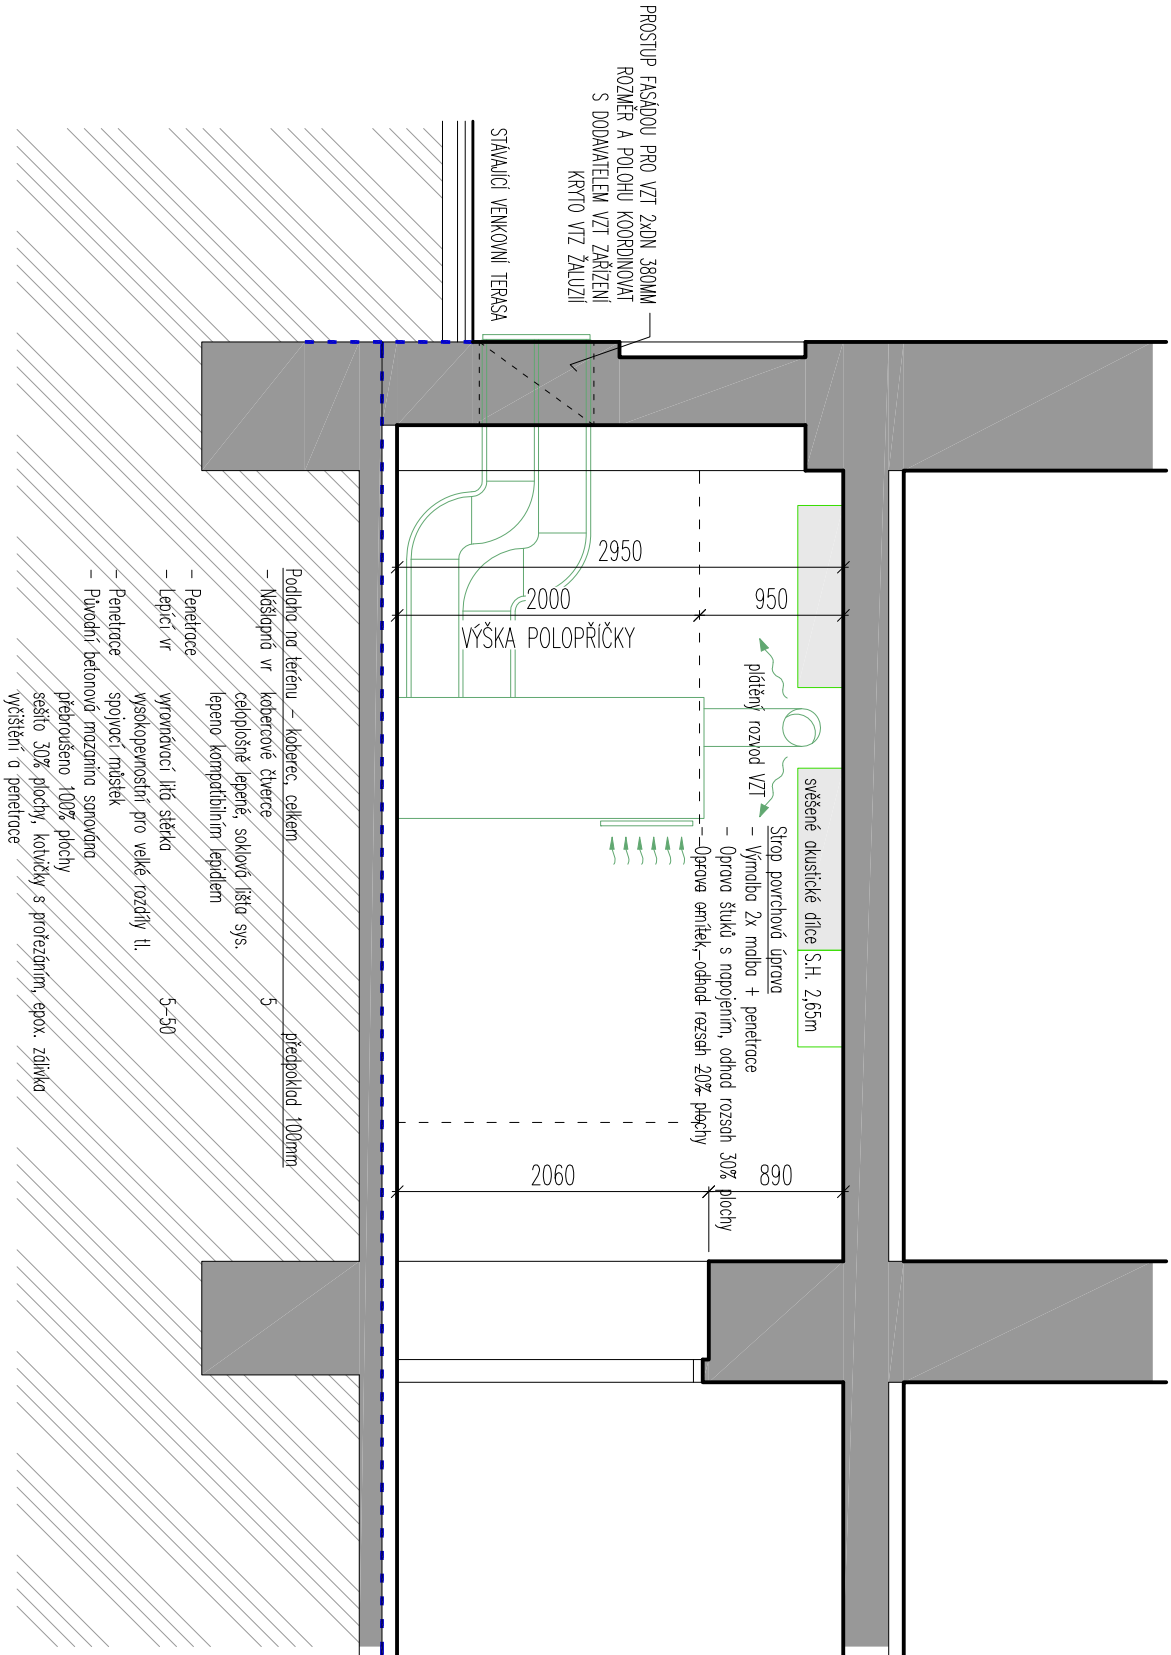 PROSTUP FASÁDOU PRO VZT 2xDN 380MM
ROZMĚR A POLOHU KOORDINOVAT
S DODAVATELEM VZT ZAŘÍZENÍ
KRYTO VTZ ŽALUZIÍ
STÁVAJÍCÍ VENKOVNÍ TERASA
2950
2000
950
VÝŠKA POLOPŘÍČKY
plátěný rozvod VZT
svěšené akustické dílce S.H. 2,65m
Strop povrchová úprava
- Výmalba 2x malba + penetrace
- Oprava štuků s napojením, odhad rozsah 30% plochy
- Oprava omítek, odhad rozsah 20% plochy
2060
890
Podlaha na terénu - koberec, celkem předpoklad 100mm
- Nášlapná vr kobercové čtverce 5
celoplošně lepené, soklová lišta sys.
lepeno kompatibilním lepidlem
- Penetrace
- Lepící vr vyrovnávací litá stěrka 5-50
vysokopevnostní pro velké rozdíly tl.
- Penetrace spojvací můstek
- Původní betonová mazanina sanována
přebroušeno 100% plochy
sešito 30% plochy, kotvičky s prořezáním, epox. zálivka
vyčištění a penetrace